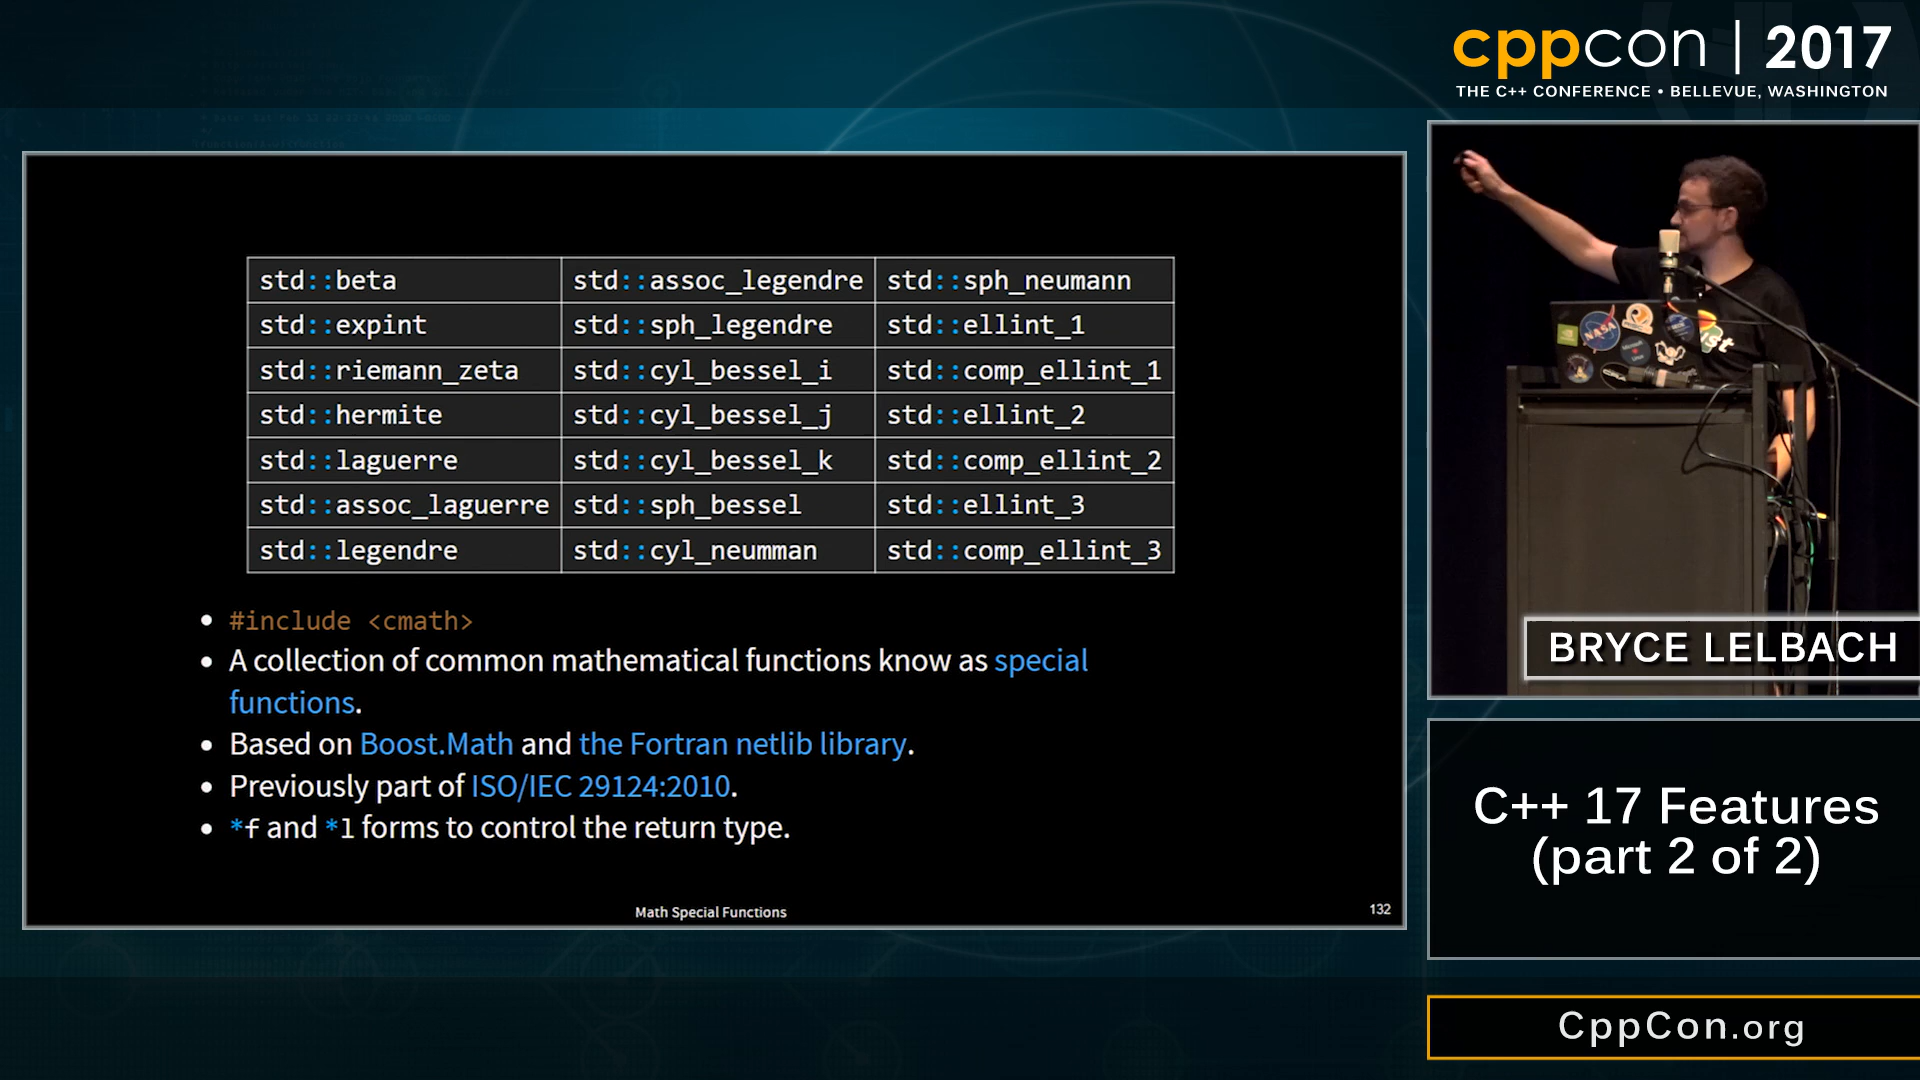 cppcon | 2017
THE C++ CONFERENCE • BELLEVUE, WASHINGTON
std::beta std::assoc_legendre std::sph_neumann
std::expint std::sph_legendre std::ellint_1
std::riemann_zeta std::cyl_bessel_i std::comp_ellint_1
std::hermite std::cyl_bessel_j std::ellint_2
std::laguerre std::cyl_bessel_k std::comp_ellint_2
std::assoc_laguerre std::sph_bessel std::ellint_3
std::legendre std::cyl_neumman std::comp_ellint_3
• #include <cmath>
• A collection of common mathematical functions know as special
functions.
• Based on Boost.Math and the Fortran netlib library.
• Previously part of ISO/IEC 29124:2010.
• *f and *l forms to control the return type.
Math Special Functions
132
NASA
BRYCE LELBACH
C++ 17 Features
(part 2 of 2)
CppCon.org